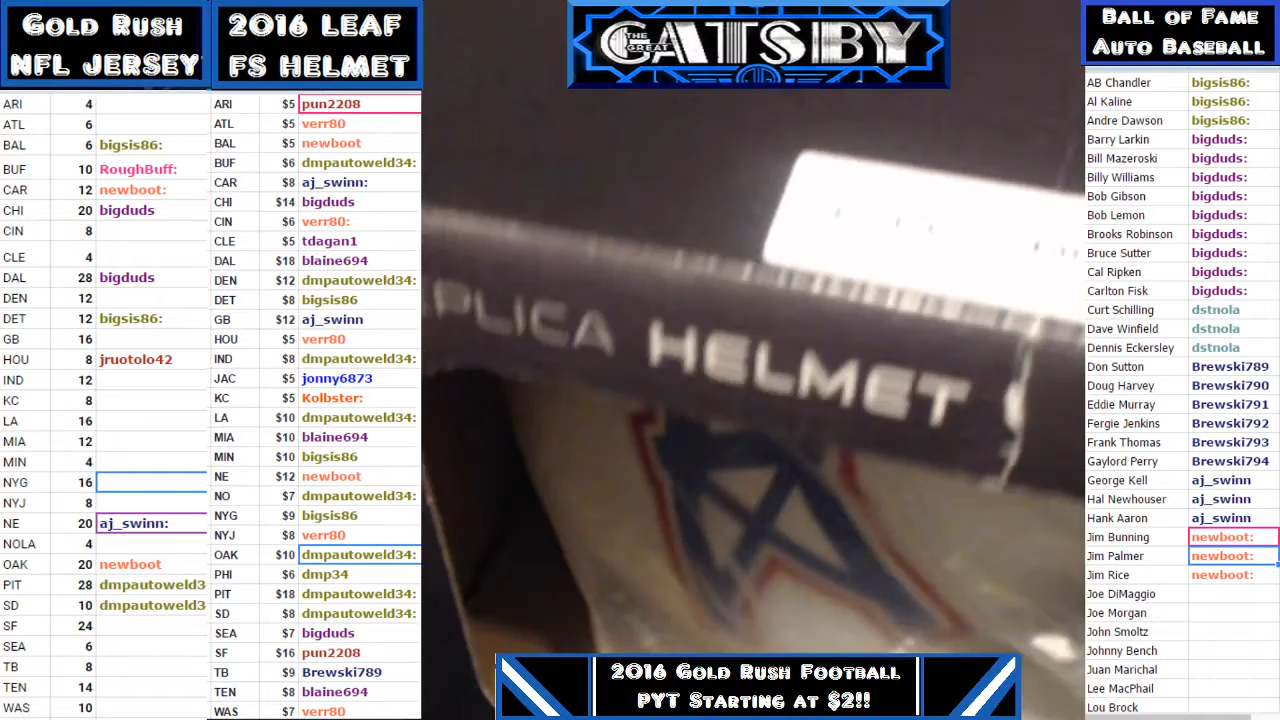 Gold Rush
NFL JERSEY
ARI 4
ATL 6
BAL 6 bigsis86:
BUF 10 RoughBuff:
CAR 12 newboot:
CHI 20 bigduds
CIN 8
CLE 4
DAL 28 bigduds
DEN 12
DET 12 bigsis86:
GB 16
HOU 8 jruotolo42
IND 12
KC 8
LA 16
MIA 12
MIN 4
NYG 16
NYJ 8
NE 20 aj_swinn:
NOLA 4
OAK 20 newboot
PIT 28 dmpautoweld3
SD 10 dmpautoweld3
SF 24
SEA 6
TB 8
TEN 14
WAS 10
2016 LEAF
FS HELMET
ARI $5 pun2208
ATL $5 verr80
BAL $5 newboot
BUF $6 dmpautoweld34:
CAR $8 aj_swinn:
CHI $14 bigduds
CIN $6 verr80:
CLE $5 tdagan1
DAL $18 blaine694
DEN $12 dmpautoweld34:
DET $8 bigsis86
GB $12 aj_swinn
HOU $5 verr80
IND $8 dmpautoweld34:
JAC $5 jonny6873
KC $5 Kolbster:
LA $10 dmpautoweld34:
MIA $10 blaine694
MIN $10 bigsis86
NE $12 newboot
NO $7 dmpautoweld34:
NYG $9 bigsis86
NYJ $8 verr80
OAK $10 dmpautoweld34:
PHI $6 dmp34
PIT $18 dmpautoweld34:
SD $8 dmpautoweld34:
SEA $7 bigduds
SF $16 pun2208
TB $9 Brewski789
TEN $8 blaine694
WAS $7 verr80
THE GREAT
GATSBY
PLICA HELMET
2016 Gold Rush Football
PYT Starting at $2!!
Ball of Fame
Auto Baseball
AB Chandler bigsis86:
Al Kaline bigsis86:
Andre Dawson bigsis86:
Barry Larkin bigduds:
Bill Mazeroski bigduds:
Billy Williams bigduds:
Bob Gibson bigduds:
Bob Lemon bigduds:
Brooks Robinson bigduds:
Bruce Sutter bigduds:
Cal Ripken bigduds:
Carlton Fisk bigduds:
Curt Schilling dstnola
Dave Winfield dstnola
Dennis Eckersley dstnola
Don Sutton Brewski789
Doug Harvey Brewski790
Eddie Murray Brewski791
Fergie Jenkins Brewski792
Frank Thomas Brewski793
Gaylord Perry Brewski794
George Kell aj_swinn
Hal Newhouser aj_swinn
Hank Aaron aj_swinn
Jim Bunning newboot:
Jim Palmer newboot:
Jim Rice newboot:
Joe DiMaggio
Joe Morgan
John Smoltz
Johnny Bench
Juan Marichal
Lee MacPhail
Lou Brock